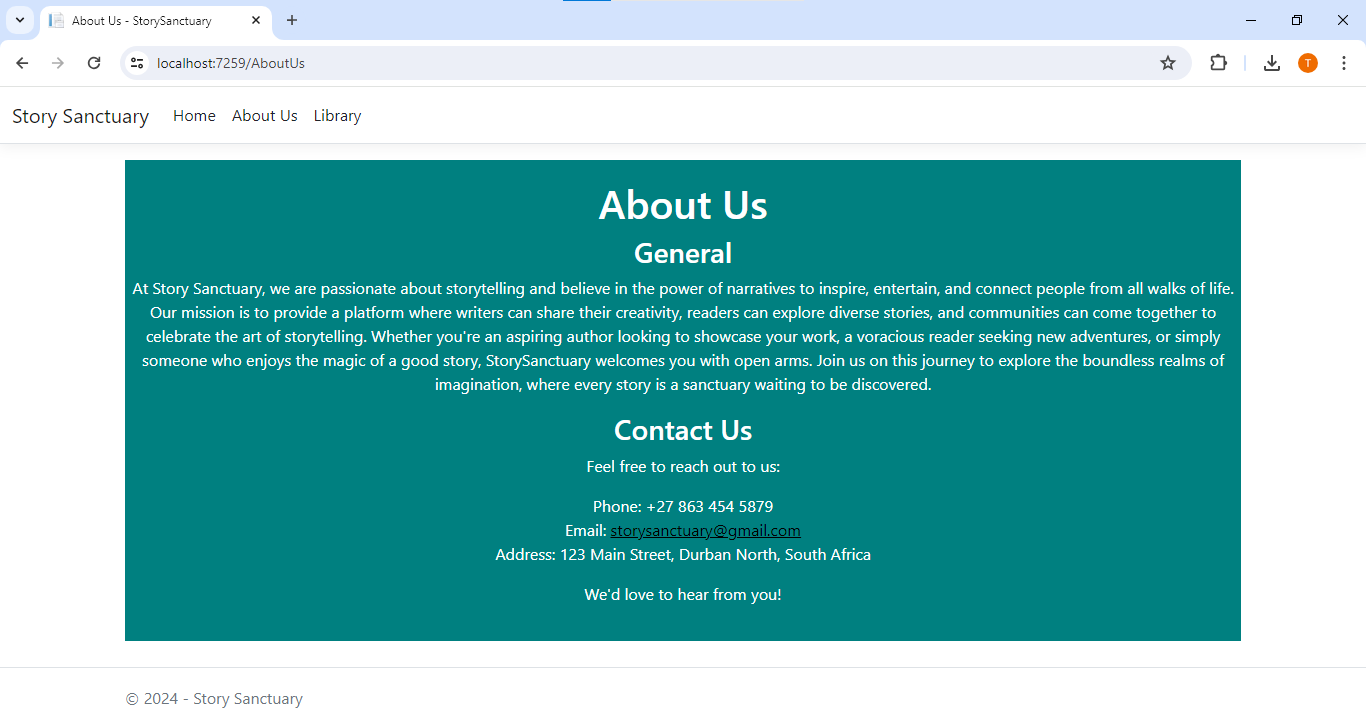 About Us - StorySanctuary
localhost:7259/AboutUs
T
Story Sanctuary Home About Us Library
About Us
General
At Story Sanctuary, we are passionate about storytelling and believe in the power of narratives to inspire, entertain, and connect people from all walks of life.
Our mission is to provide a platform where writers can share their creativity, readers can explore diverse stories, and communities can come together to
celebrate the art of storytelling. Whether you're an aspiring author looking to showcase your work, a voracious reader seeking new adventures, or simply
someone who enjoys the magic of a good story, StorySanctuary welcomes you with open arms. Join us on this journey to explore the boundless realms of
imagination, where every story is a sanctuary waiting to be discovered.
Contact Us
Feel free to reach out to us:
Phone: +27 863 454 5879
Email: storysanctuary@gmail.com
Address: 123 Main Street, Durban North, South Africa
We'd love to hear from you!
© 2024 - Story Sanctuary